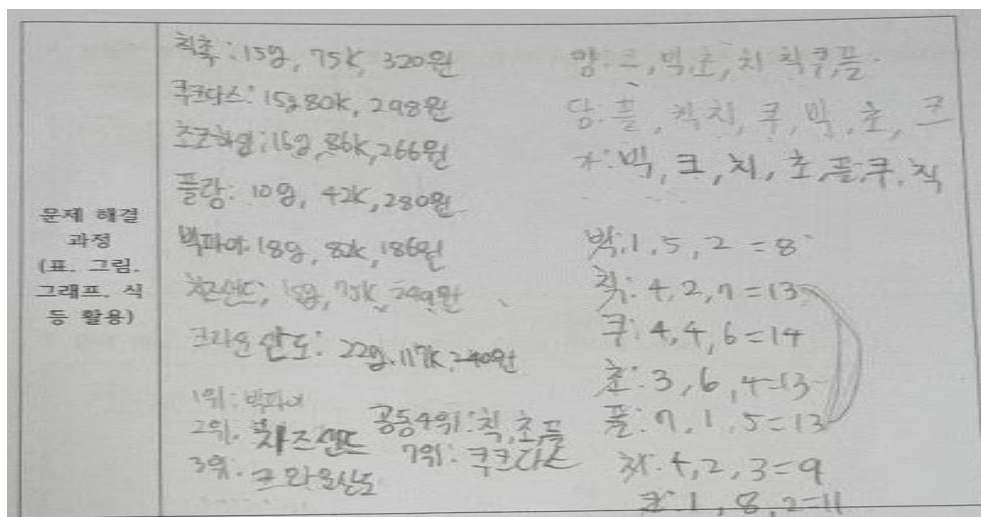 문제 해결
과정
(표. 그림.
그래프. 식
등 활용)
칙촉: 15g, 75K, 320원
쿠크다스: 15g 80K, 298원
초코하임: 16g, 86K, 266원
플랑: 10g, 42K, 280원
빅파이: 18g, 82K, 186원
치즈샌드: 15g, 75K, 249원
크라운 산도: 22g, 117K, 240원
1위: 빅파이
2위. 치즈샌드
3위. 크라운산도
공동4위: 칙,초,플
7위: 쿠크다스
양: 크, 빅,초, 치 칙쿠,플
당: 플, 칙치, 쿠, 빅, 초, 크
가: 빅, 크, 치, 초, 플,쿠, 칙
빅: 1, 5, 2 = 8
칙: 4, 2, 7 = 13
쿠: 4, 4, 6 = 14
초: 3, 6, 4 = 13
플: 7, 1, 5 = 13
치: 4, 2, 3 = 9
크: 1, 8, 2 = 11